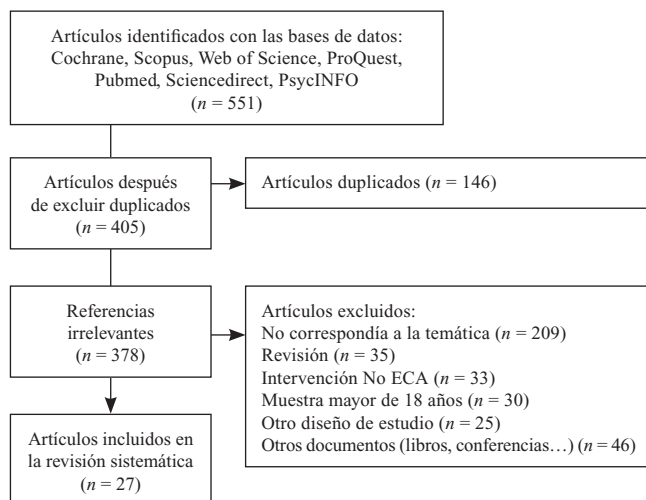 Artículos identificados con las bases de datos:
Cochrane, Scopus, Web of Science, ProQuest,
Pubmed, Sciencedirect, PsycINFO
(n = 551)
Artículos después
de excluir duplicados
(n = 405)
Artículos duplicados (n = 146)
Referencias
irrelevantes
(n = 378)
Artículos excluidos:
No correspondía a la temática (n = 209)
Revisión (n = 35)
Intervención No ECA (n = 33)
Muestra mayor de 18 años (n = 30)
Otro diseño de estudio (n = 25)
Otros documentos (libros, conferencias…) (n = 46)
Artículos incluidos en
la revisión sistemática
(n = 27)